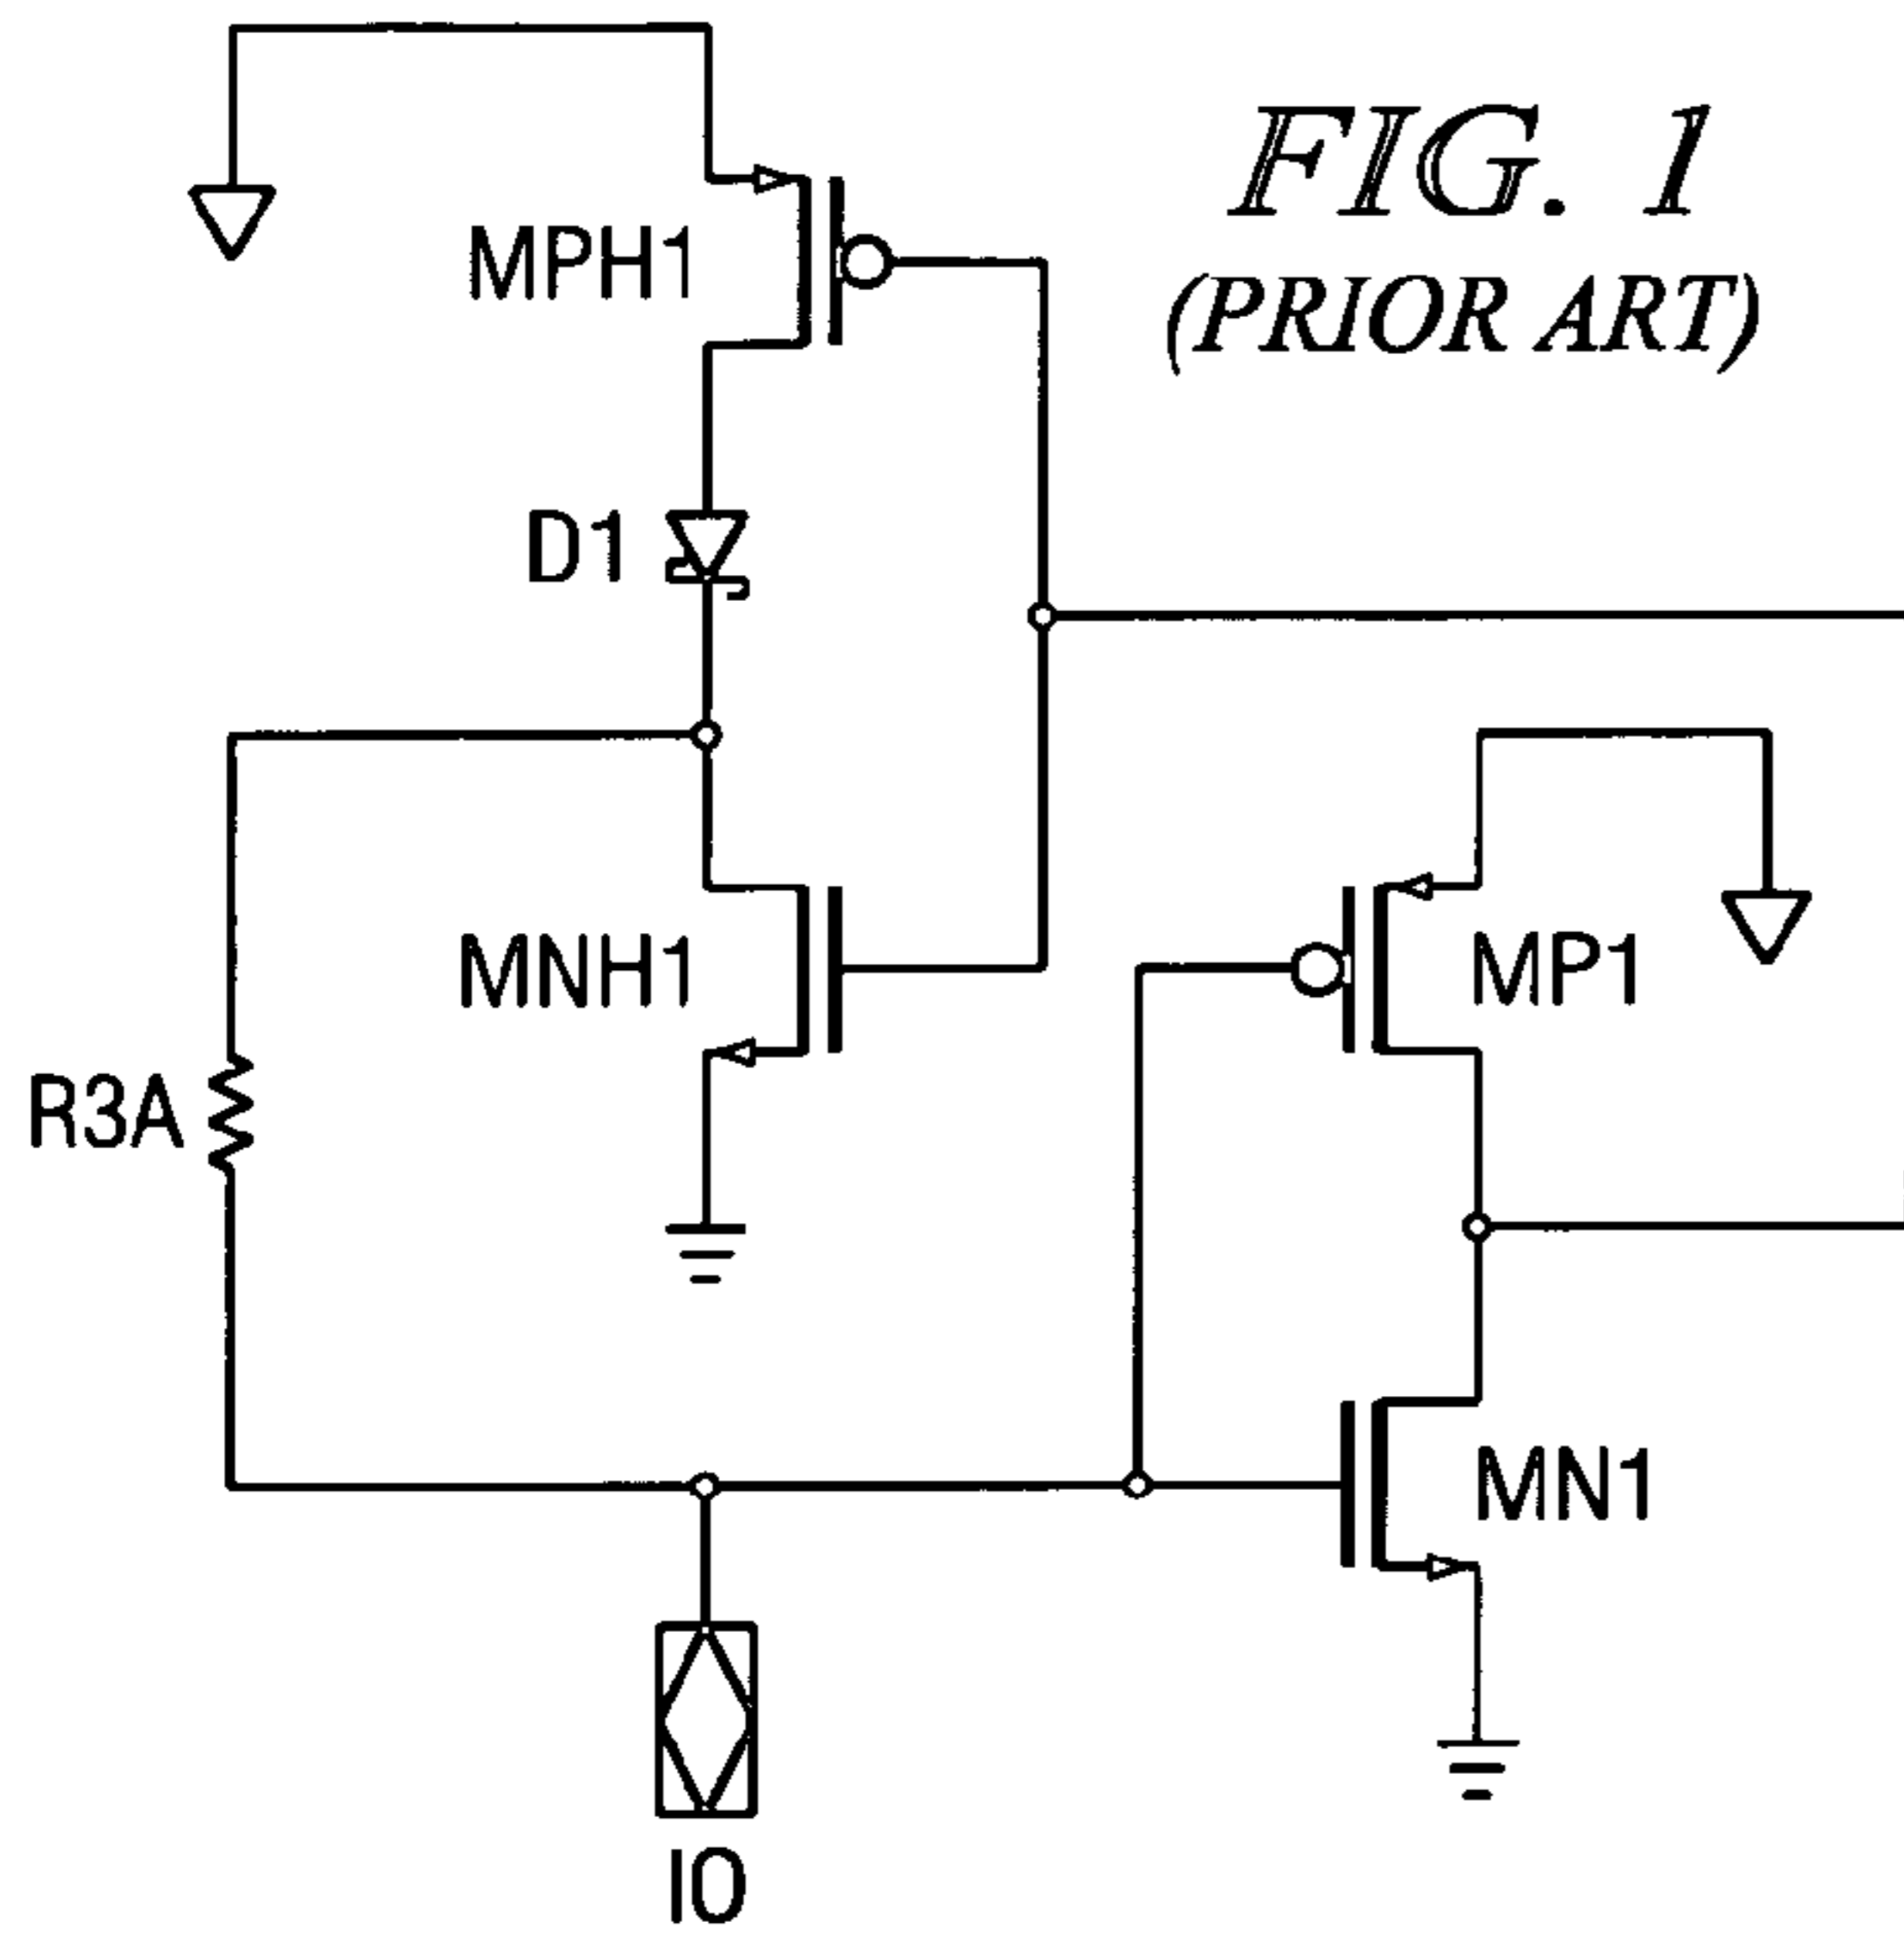 FIG. 1
(PRIOR ART)
MPH1
D1
MNH1
MP1
R3A
MN1
IO